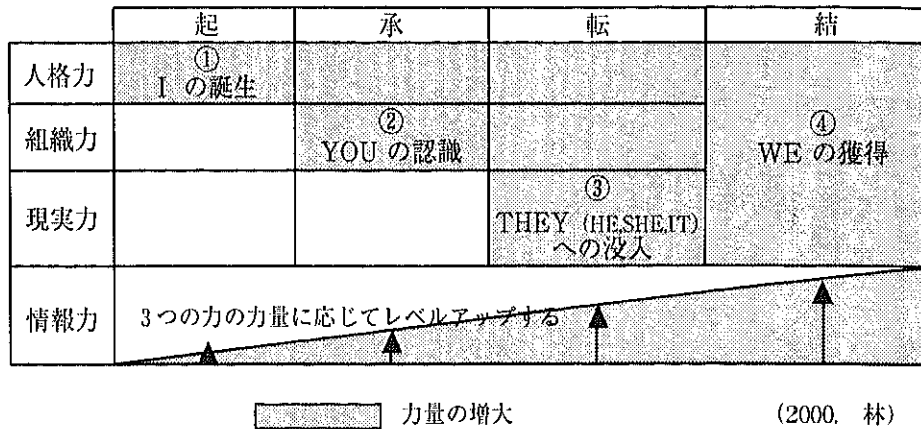 起 承 転 結
人格力
①
I の誕生
組織力
②
YOU の認識
④
WE の獲得
現実力
③
THEY (HE,SHE,IT)
への没入
情報力
3つの力の力量に応じてレベルアップする
力量の増大
(2000, 林)